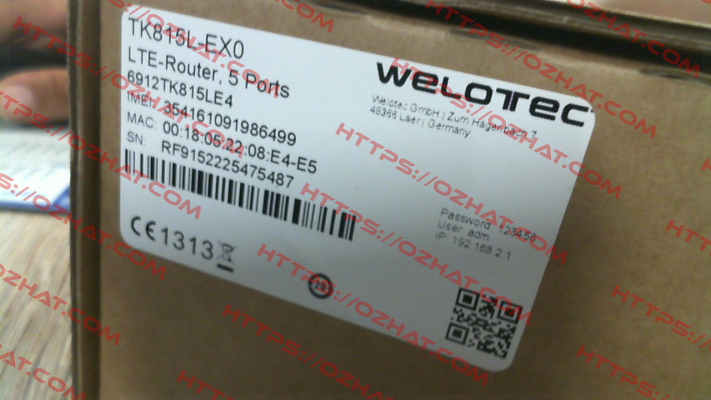 TK815L-EX0
LTE-Router, 5 Ports
6912TK815LE4
IMEI: 354161091986499
MAC: 00:18:05:22:08:E4-E5
SN: RF9152225475487
CE1313
WELOTEC
Welotec GmbH | Zum Hagenbach 7
48366 Laer | Germany
Password 123456
User adm
IP 192.168.2.1
HTTPS://OZHAT.COM